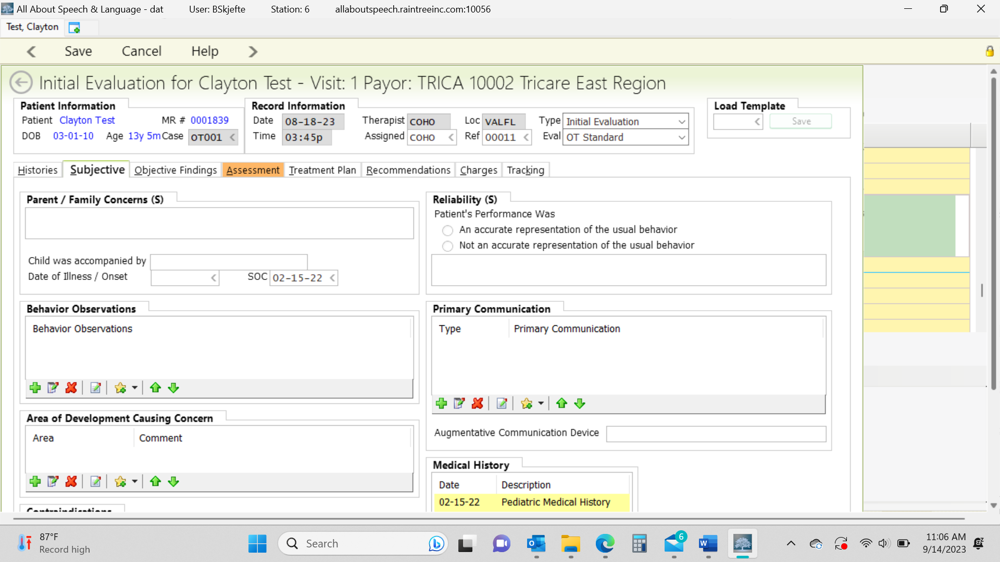 All About Speech & Language - dat User: BSkjefte Station: 6 allaboutspeech.raintreeinc.com:10056
Test, Clayton
Save Cancel Help
Initial Evaluation for Clayton Test - Visit: 1 Payor: TRICA 10002 Tricare East Region
Patient Information
Patient Clayton Test MR # 0001839
DOB 03-01-10 Age 13y 5m Case OT001
Record Information
Date 08-18-23 Therapist COHO Loc VALFL Type Initial Evaluation
Time 03:45p Assigned COHO Ref 00011 Eval OT Standard
Load Template
Save
Histories Subjective Objective Findings Assessment Treatment Plan Recommendations Charges Tracking
Parent / Family Concerns (S)
Child was accompanied by
Date of Illness / Onset SOC 02-15-22
Reliability (S)
Patient's Performance Was
An accurate representation of the usual behavior
Not an accurate representation of the usual behavior
Behavior Observations
Behavior Observations
Primary Communication
Type Primary Communication
Augmentative Communication Device
Area of Development Causing Concern
Area Comment
Medical History
Date Description
02-15-22 Pediatric Medical History
Contraindications
87°F
Record high
Search
6
11:06 AM
9/14/2023